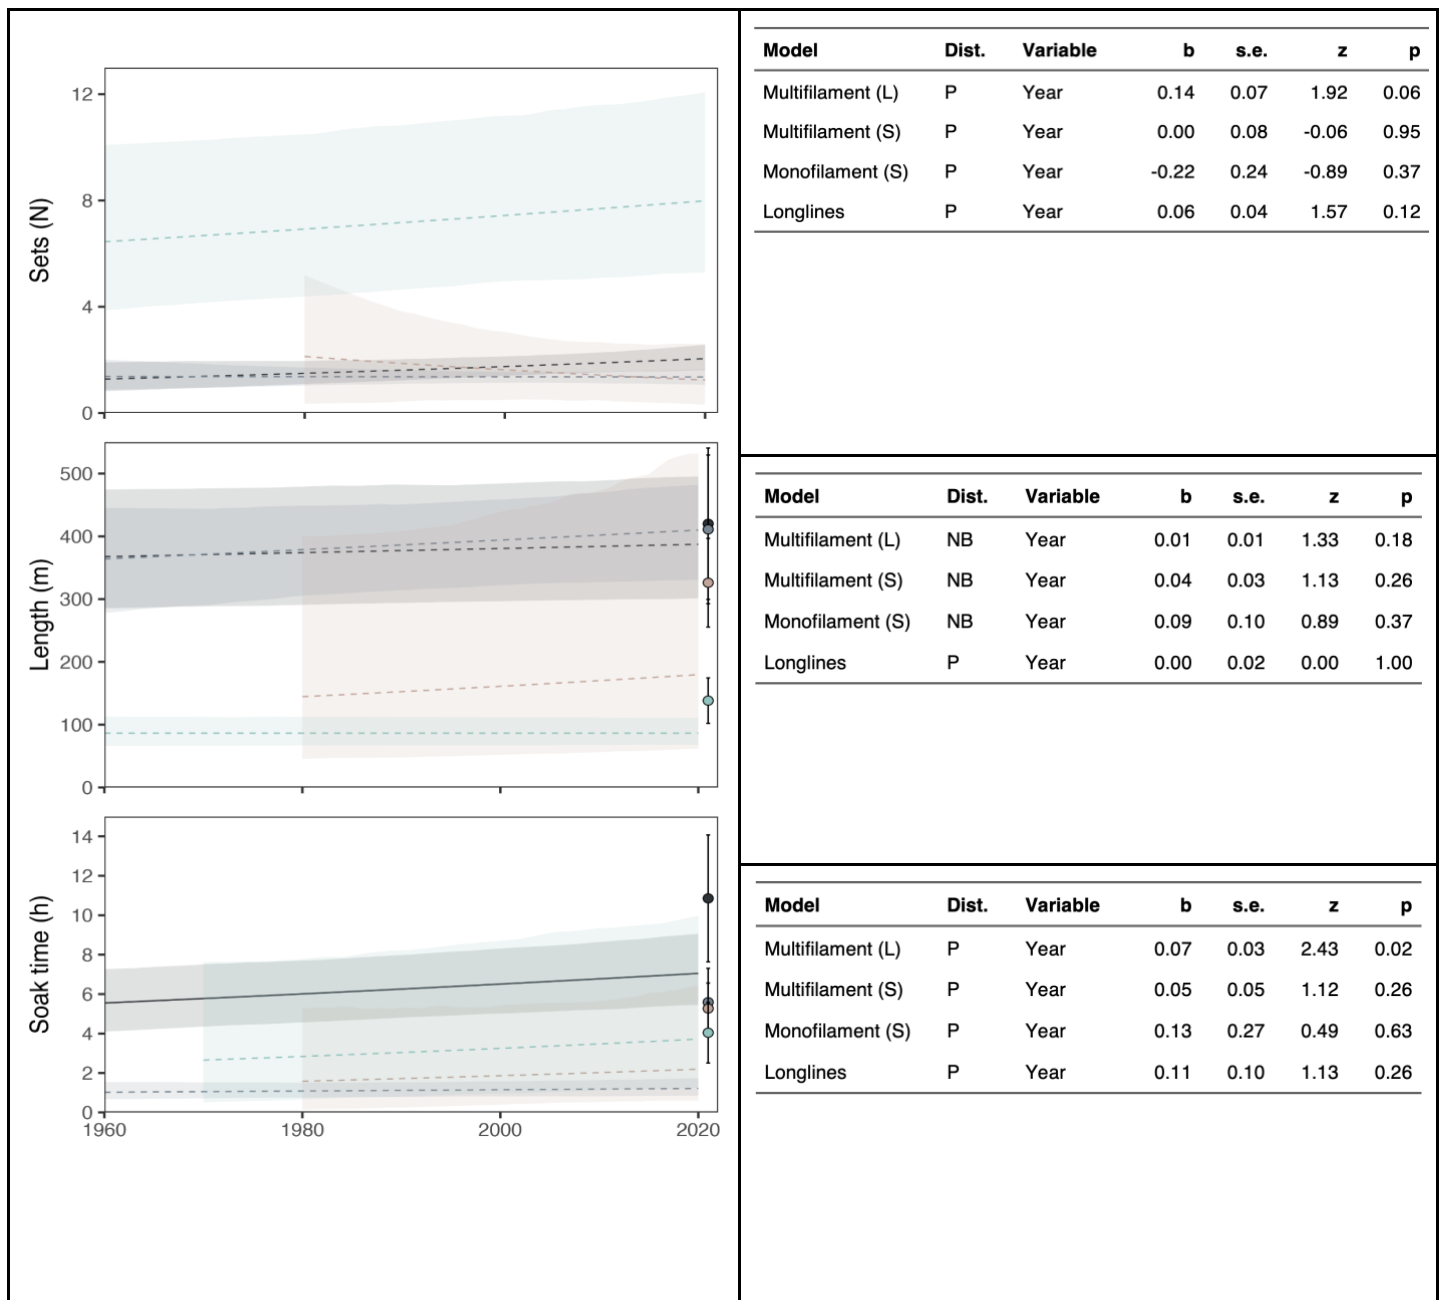 Sets (N)
12
8
4
0
Model Dist. Variable b s.e. z p
Multifilament (L) P Year 0.14 0.07 1.92 0.06
Multifilament (S) P Year 0.00 0.08 -0.06 0.95
Monofilament (S) P Year -0.22 0.24 -0.89 0.37
Longlines P Year 0.06 0.04 1.57 0.12
Length (m)
500
400
300
200
100
0
Model Dist. Variable b s.e. z p
Multifilament (L) NB Year 0.01 0.01 1.33 0.18
Multifilament (S) NB Year 0.04 0.03 1.13 0.26
Monofilament (S) NB Year 0.09 0.10 0.89 0.37
Longlines P Year 0.00 0.02 0.00 1.00
Soak time (h)
14
12
10
8
6
4
2
0
1960 1980 2000 2020
Model Dist. Variable b s.e. z p
Multifilament (L) P Year 0.07 0.03 2.43 0.02
Multifilament (S) P Year 0.05 0.05 1.12 0.26
Monofilament (S) P Year 0.13 0.27 0.49 0.63
Longlines P Year 0.11 0.10 1.13 0.26